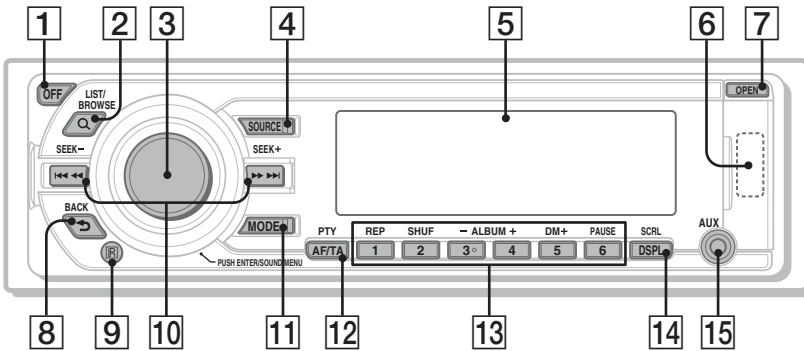 1 2 3 4 5 6 7
OFF
LIST/
BROWSE
SOURCE
OPEN
SEEK−
SEEK+
BACK
MODE
PTY
REP
SHUF
− ALBUM +
DM+
PAUSE
SCRL
AUX
AF/TA
1
2
3
4
5
6
DSPL
R
PUSH ENTER/SOUND MENU
8 9 10 11 12 13 14 15